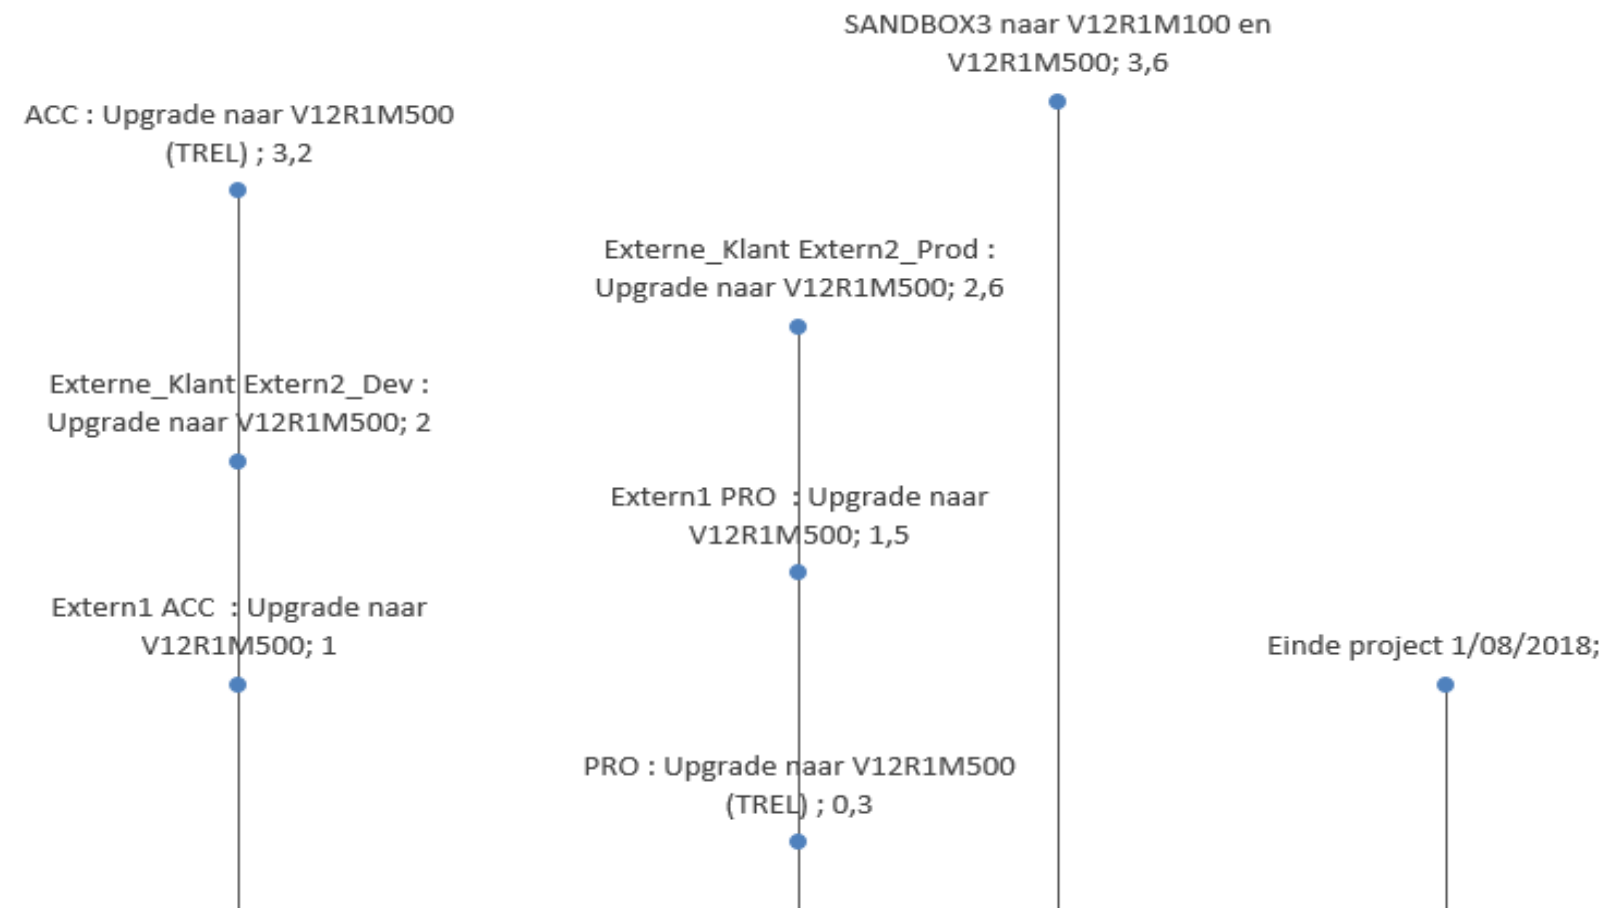 SANDBOX3 naar V12R1M100 en
V12R1M500; 3,6
ACC : Upgrade naar V12R1M500
(TREL) ; 3,2
Externe_Klant Extern2_Prod :
Upgrade naar V12R1M500; 2,6
Externe_Klant Extern2_Dev :
Upgrade naar V12R1M500; 2
Extern1 PRO  : Upgrade naar
V12R1M500; 1,5
Extern1 ACC  : Upgrade naar
V12R1M500; 1
Einde project 1/08/2018;
PRO : Upgrade naar V12R1M500
(TREL) ; 0,3